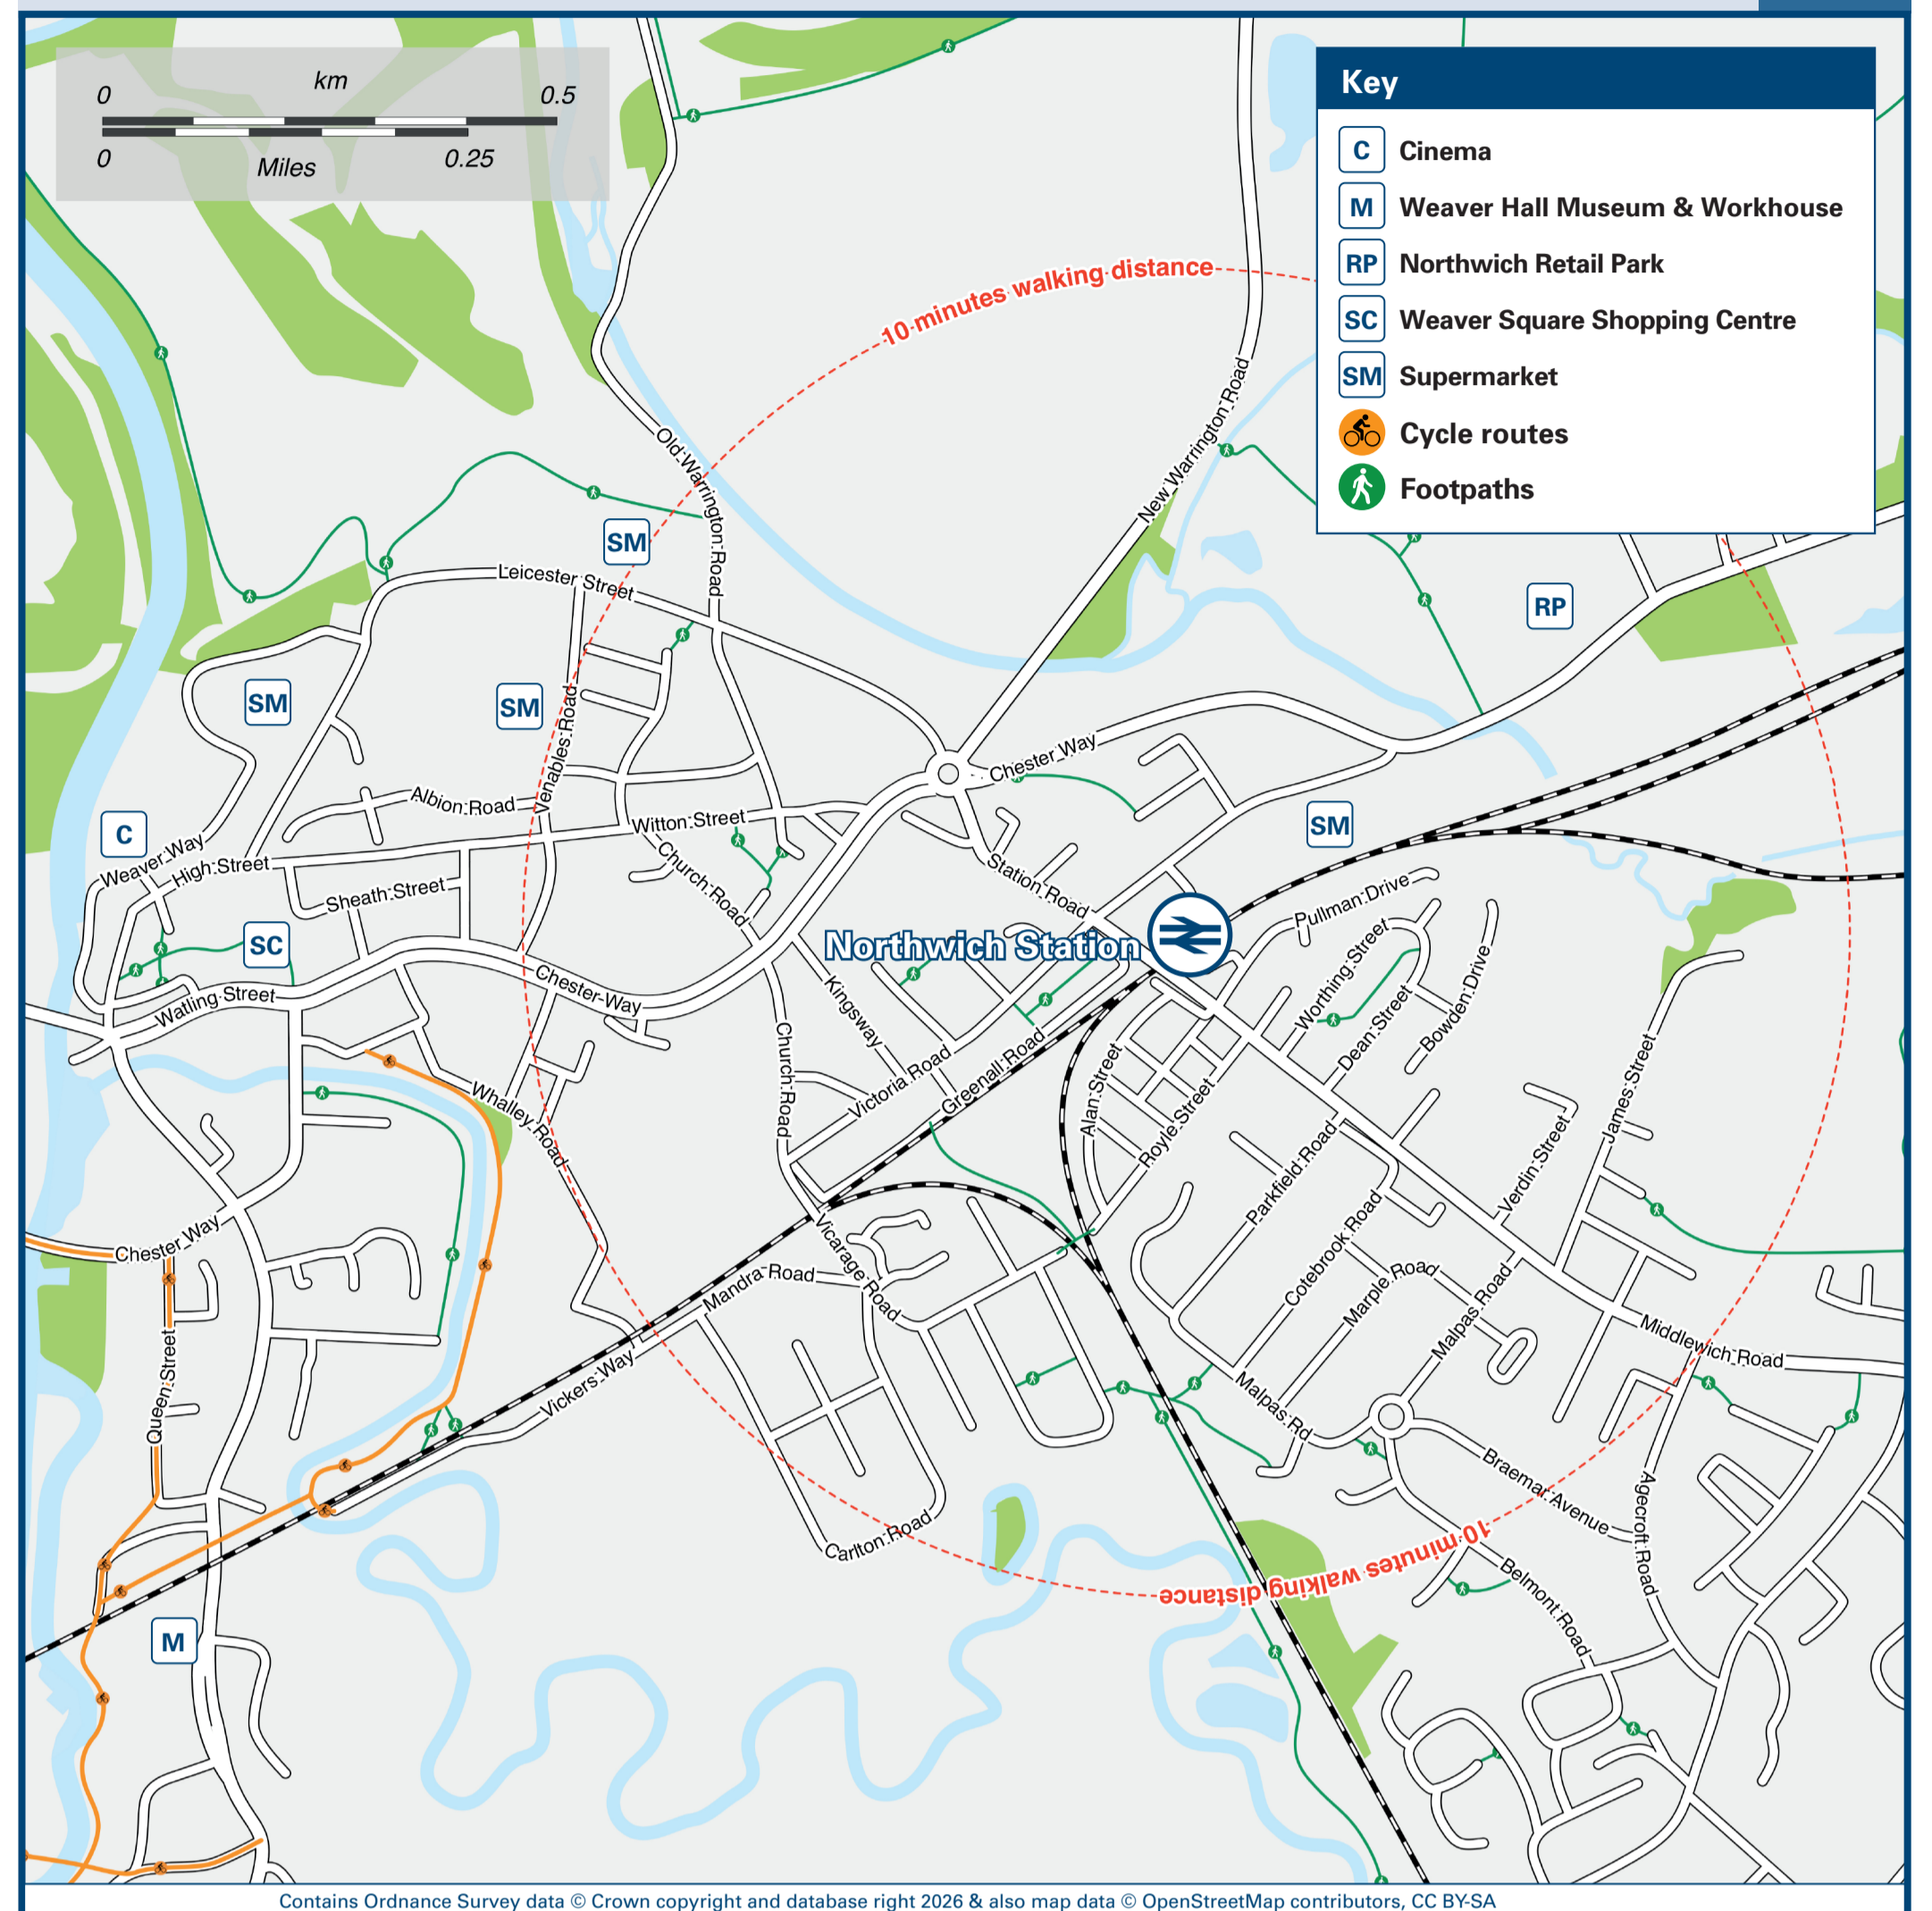 km
0
0.5
0
Miles
0.25
Key
C
Cinema
M
Weaver Hall Museum & Workhouse
RP
Northwich Retail Park
SC
Weaver Square Shopping Centre
SM
Supermarket
Cycle routes
Footpaths
10 minutes walking distance
New Warrington Road
Old Warrington Road
SM
Leicester Street
RP
SM
SM
Venables Road
Chester Way
Albion Road
Witton Street
SM
C
Weaver Way
High Street
Church Road
Station Road
Pullman Drive
Sheath Street
SC
Northwich Station
Worthing Street
Bowden Drive
Watling Street
Chester Way
Kingsway
Dean Street
Church Road
Victoria Road
Greenall Road
Alan Street
Royle Street
James Street
Whalley Road
Parkfield Road
Verdin Street
Chester Way
Vicarage Road
Mandra Road
Cotebrook Road
Marple Road
Malpas Road
Middlewich Road
Queen Street
Vickers Way
Malpas Rd
Braemar Avenue
Agecroft Road
Carlton Road
10 minutes walking distance
Belmont Road
M
Contains Ordnance Survey data © Crown copyright and database right 2026 & also map data © OpenStreetMap contributors, CC BY-SA